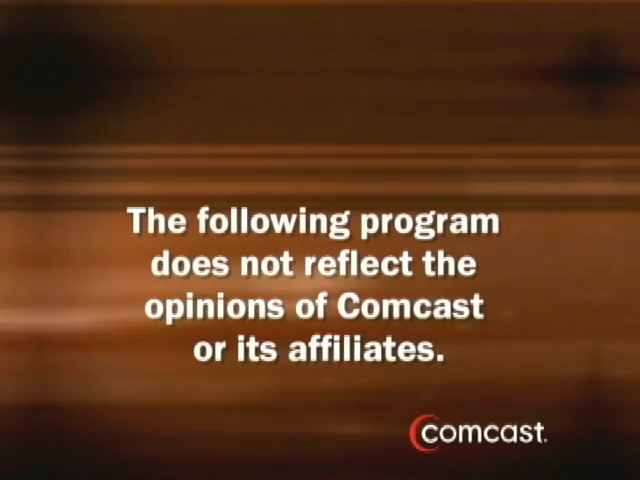 The following program
does not reflect the
opinions of Comcast
or its affiliates.
comcast.